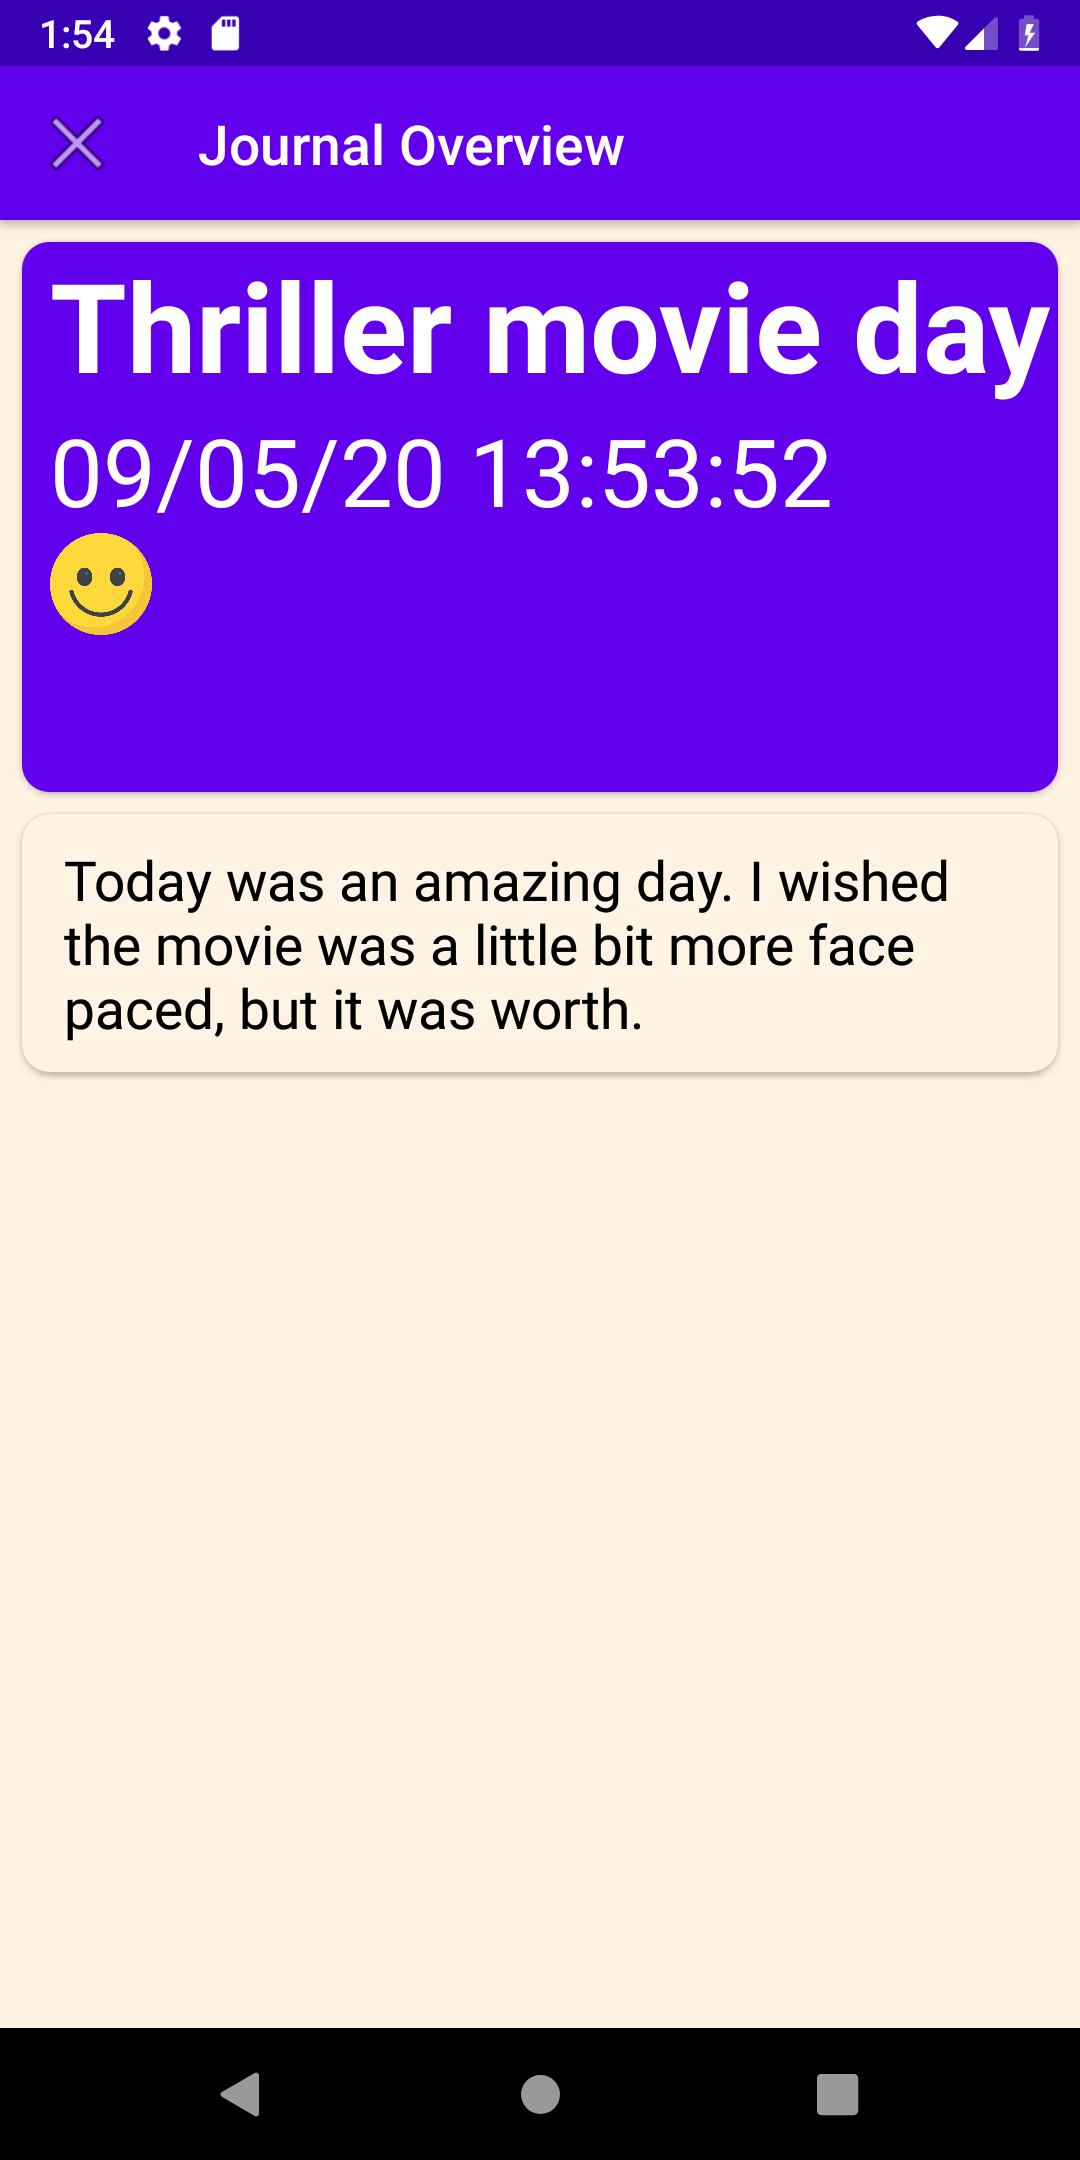 1:54
Journal Overview
Thriller movie day
09/05/20 13:53:52
Today was an amazing day. I wished
the movie was a little bit more face
paced, but it was worth.